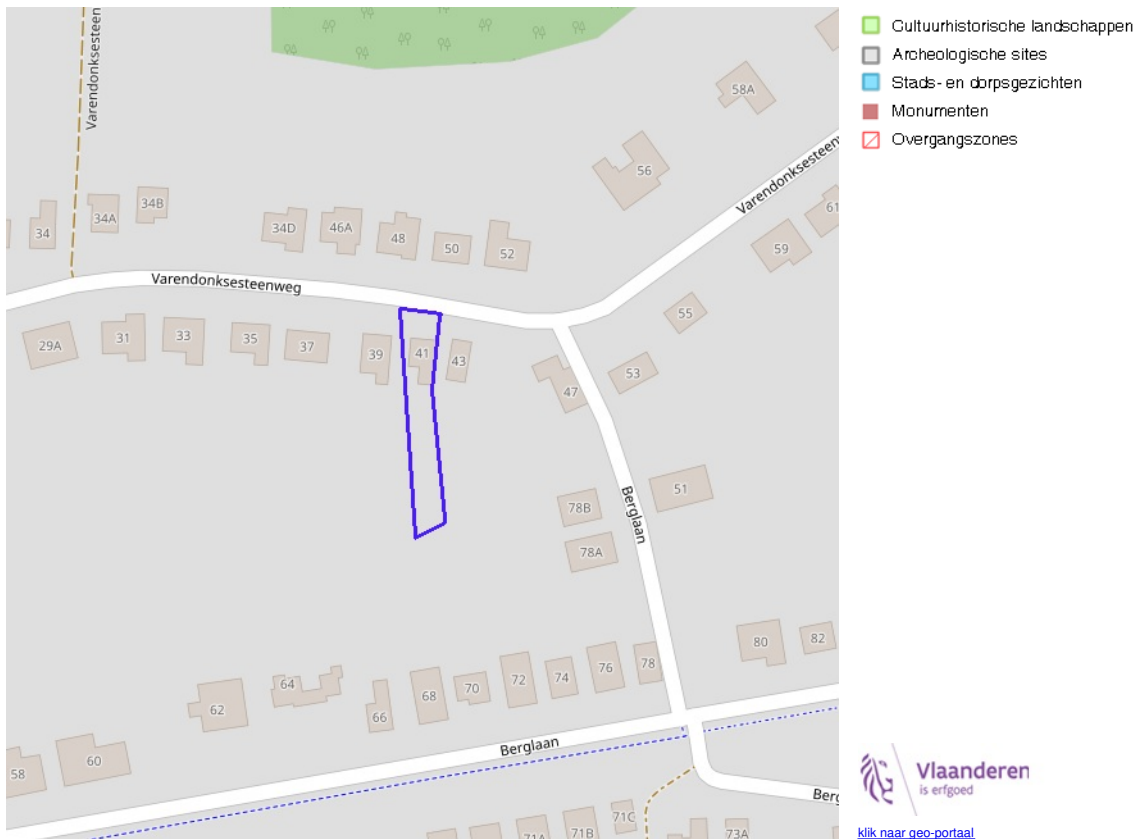 Varendonksesteen
58A
56
Varendonksesteenw
61
59
34
34A
34B
34D
46A
48
50
52
Varendonksesteenweg
55
29A
31
33
35
37
39
41
43
47
53
51
Berglaan
78B
78A
80
82
62
64
66
68
70
72
74
76
78
58
60
Berglaan
Berg
71A
71B
71C
73A
Cultuurhistorische landschappen
Archeologische sites
Stads- en dorpsgezichten
Monumenten
Overgangszones
Vlaanderen
is erfgoed
klik naar geo-portaal